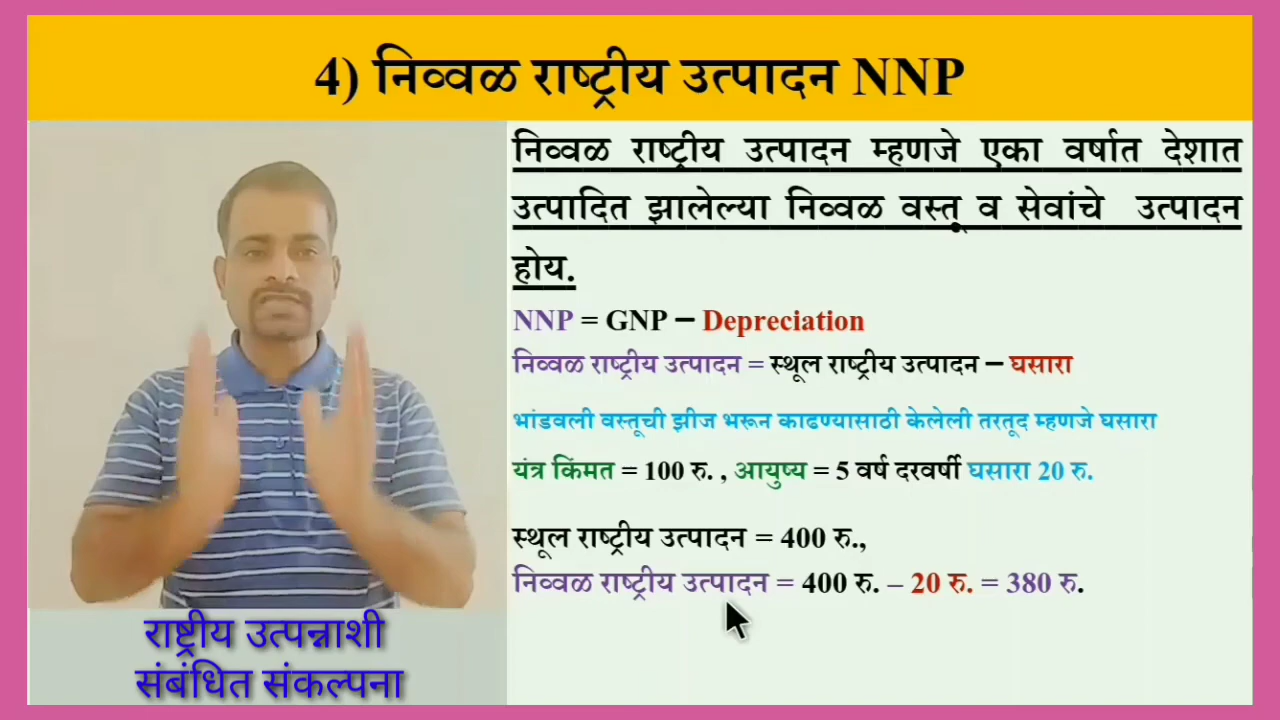 4) निव्वळ राष्ट्रीय उत्पादन NNP
निव्वळ राष्ट्रीय उत्पादन म्हणजे एका वर्षात देशात
उत्पादित झालेल्या निव्वळ वस्तू व सेवांचे उत्पादन
होय.
NNP = GNP – Depreciation
निव्वळ राष्ट्रीय उत्पादन = स्थूल राष्ट्रीय उत्पादन – घसारा
भांडवली वस्तूची झीज भरून काढण्यासाठी केलेली तरतूद म्हणजे घसारा
यंत्र किंमत = 100 रु. , आयुष्य = 5 वर्ष दरवर्षी घसारा 20 रु.
स्थूल राष्ट्रीय उत्पादन = 400 रु.,
निव्वळ राष्ट्रीय उत्पादन = 400 रु. – 20 रु. = 380 रु.
राष्ट्रीय उत्पन्नाशी
संबंधित संकल्पना